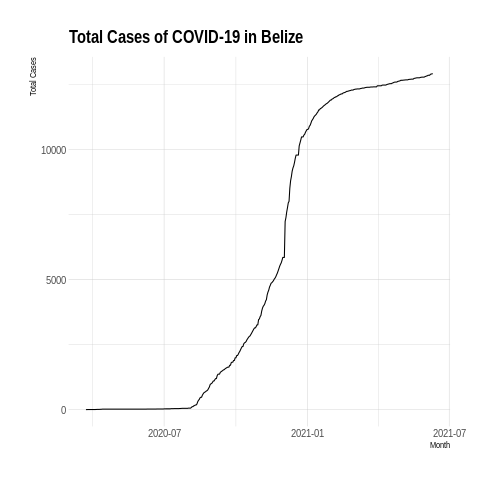 Total Cases of COVID-19 in Belize
Total Cases
10000
5000
0
2020-07
2021-01
2021-07
Month